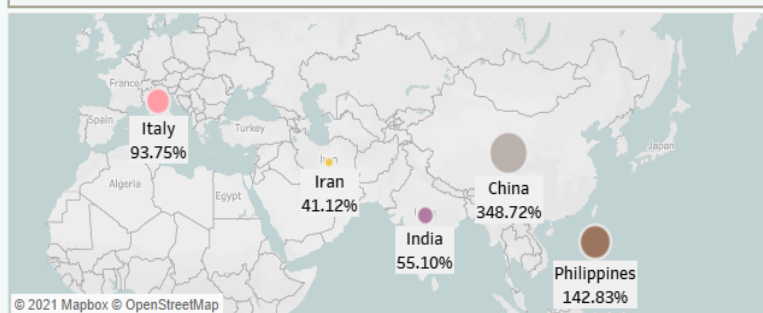 France
Spain
Italy
93.75%
Turkey
Algeria
Egypt
Iran
41.12%
India
55.10%
China
348.72%
Japan
Philippines
142.83%
© 2021 Mapbox © OpenStreetMap